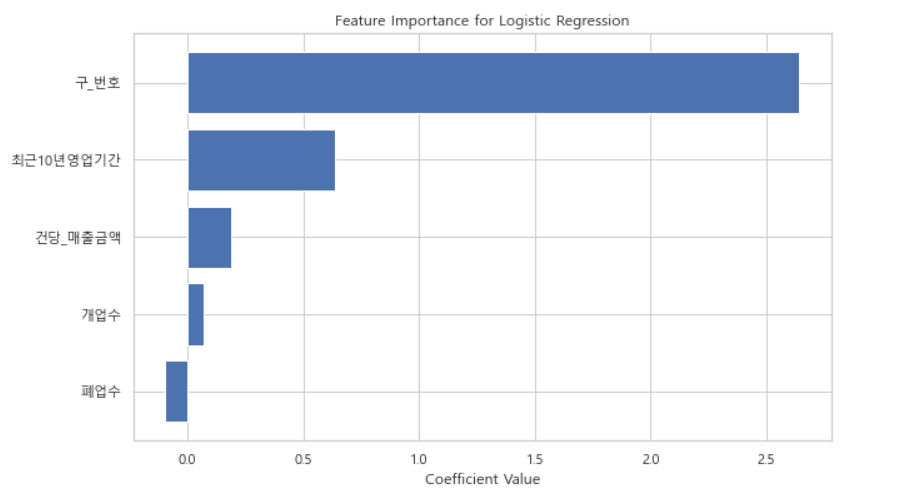 Feature Importance for Logistic Regression
구_번호
최근10년영업기간
건당_매출금액
개업수
폐업수
0.0 0.5 1.0 1.5 2.0 2.5
Coefficient Value